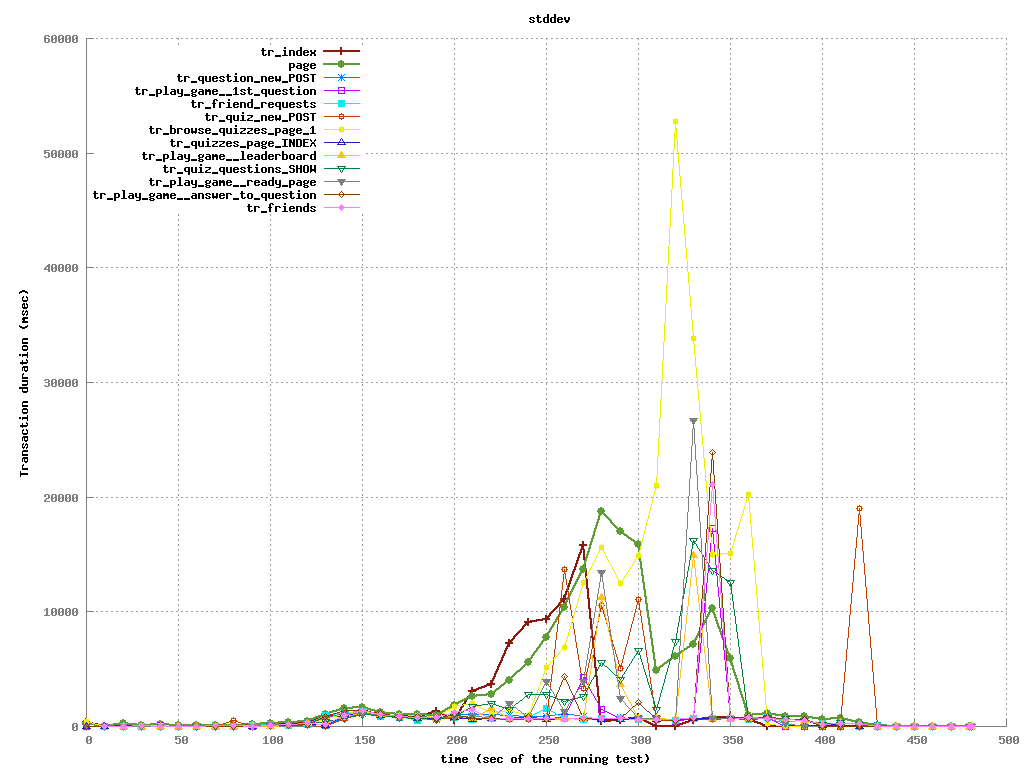 stddev
60000
50000
40000
30000
20000
10000
0
Transaction duration (msec)
tr_index
page
tr_question_new_POST
tr_play_game__1st_question
tr_friend_requests
tr_quiz_new_POST
tr_browse_quizzes_page_1
tr_quizzes_page_INDEX
tr_play_game__leaderboard
tr_quiz_questions_SHOW
tr_play_game__ready_page
tr_play_game__answer_to_question
tr_friends
0 50 100 150 200 250 300 350 400 450 500
time (sec of the running test)